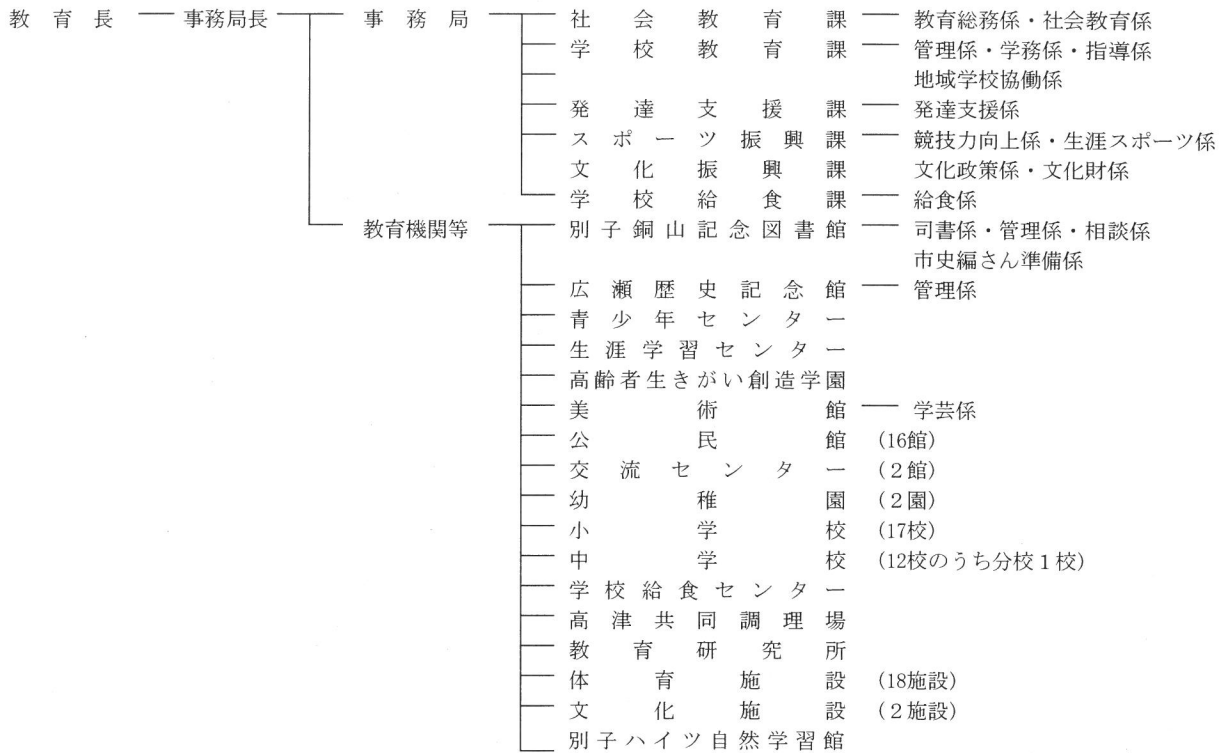 教育長 事務局長 事務局 社会教育課 教育総務係・社会教育係
学校教育課 管理係・学務係・指導係
地域学校協働係
発達支援課 発達支援係
スポーツ振興課 競技力向上係・生涯スポーツ係
文化振興課 文化政策係・文化財係
学校給食課 給食係
教育機関等 別子銅山記念図書館 司書係・管理係・相談係
市史編さん準備係
広瀬歴史記念館 管理係
青少年センター
生涯学習センター
高齢者生きがい創造学園
美術館 学芸係
公民館 (16館)
交流センター (2館)
幼稚園 (2園)
小学校 (17校)
中学校 (12校のうち分校1校)
学校給食センター
高津共同調理場
教育研究所
体育施設 (18施設)
文化施設 (2施設)
別子ハイツ自然学習館